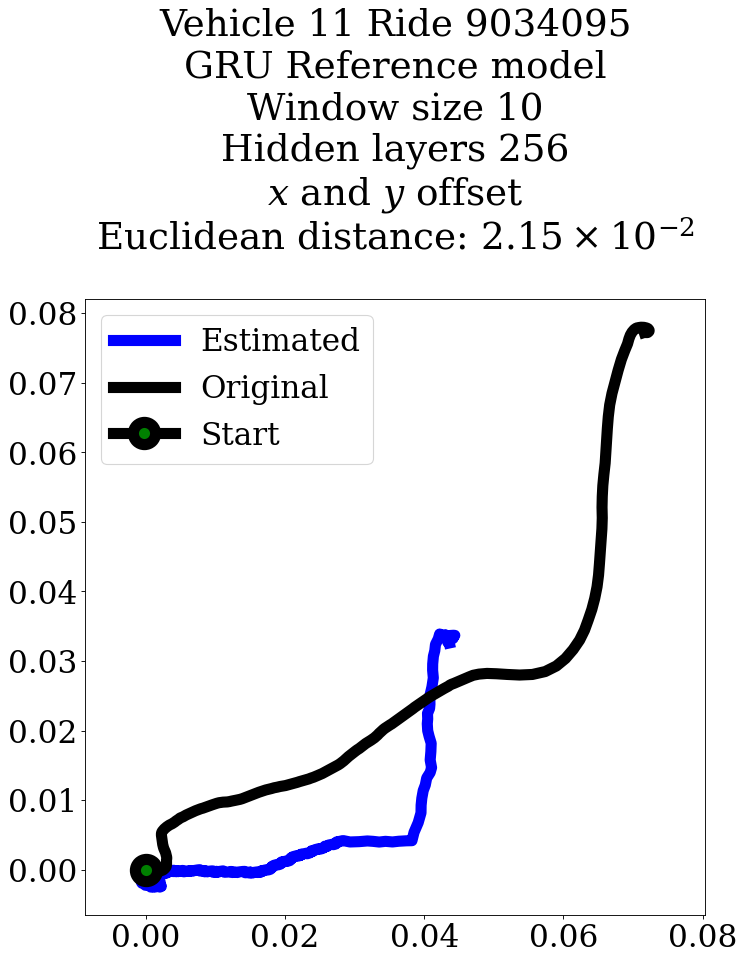 Vehicle 11 Ride 9034095
GRU Reference model
Window size 10
Hidden layers 256
x and y offset
Euclidean distance: 2.15 × 10⁻²
Estimated
Original
Start
0.08
0.07
0.06
0.05
0.04
0.03
0.02
0.01
0.00
0.00 0.02 0.04 0.06 0.08